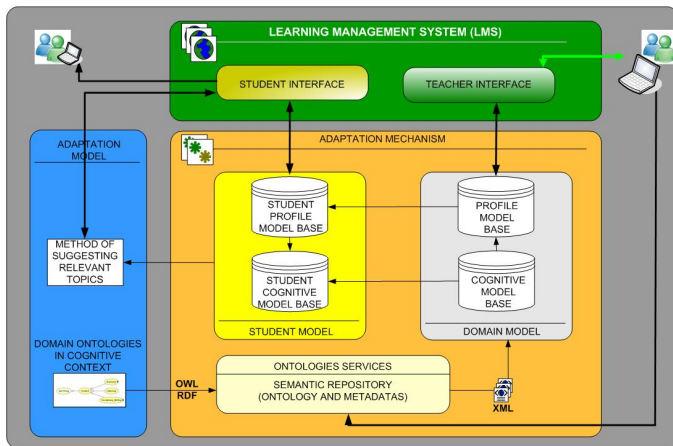 LEARNING MANAGEMENT SYSTEM (LMS)
STUDENT INTERFACE
TEACHER INTERFACE
ADAPTATION
MODEL
ADAPTATION MECHANISM
STUDENT
PROFILE
MODEL BASE
PROFILE
MODEL
BASE
METHOD OF
SUGGESTING
RELEVANT
TOPICS
STUDENT
COGNITIVE
MODEL BASE
COGNITIVE
MODEL
BASE
STUDENT MODEL
DOMAIN MODEL
DOMAIN ONTOLOGIES
IN COGNITIVE
CONTEXT
ONTOLOGIES SERVICES
OWL
RDF
SEMANTIC REPOSITORY
(ONTOLOGY AND METADATAS)
XML